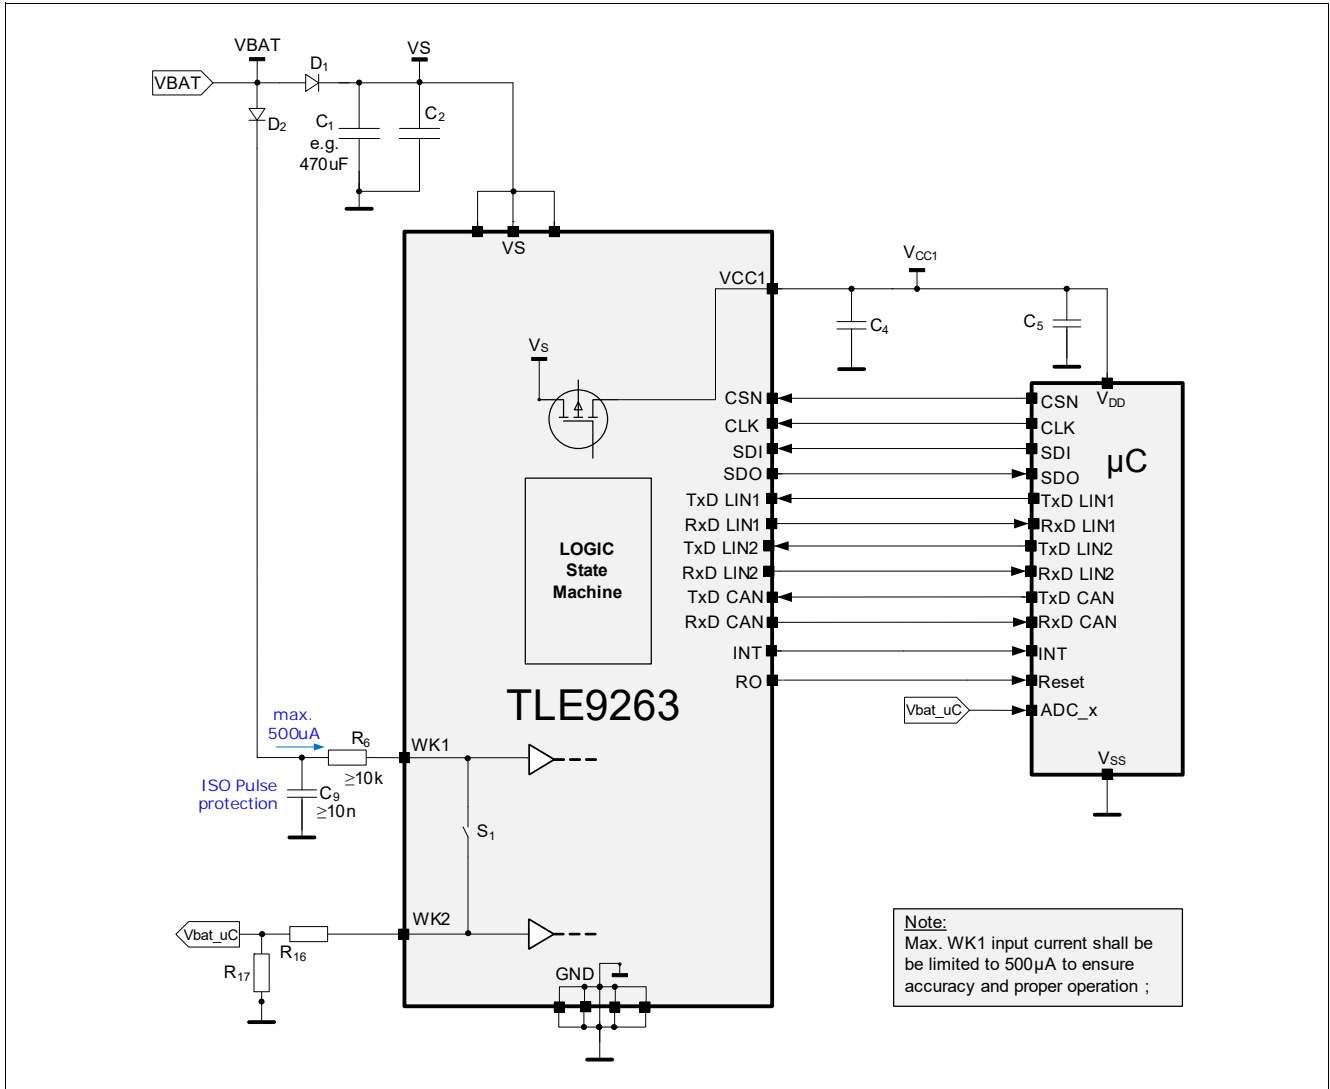 VBAT
VS
VBAT
D1
D2
C1
e.g.
470uF
C2
VS
VCC1
VCC1
C4
C5
VS
CSN
CLK
SDI
SDO
TxD LIN1
RxD LIN1
TxD LIN2
RxD LIN2
TxD CAN
RxD CAN
INT
RO
CSN
VDD
CLK
SDI
µC
SDO
TxD LIN1
RxD LIN1
TxD LIN2
RxD LIN2
TxD CAN
RxD CAN
INT
Reset
Vbat_uC
ADC_x
VSS
LOGIC
State
Machine
TLE9263
max.
500uA
R6
≥10k
WK1
ISO Pulse
protection
C9
≥10n
S1
Vbat_uC
R16
R17
WK2
GND
Note:
Max. WK1 input current shall be
be limited to 500µA to ensure
accuracy and proper operation ;